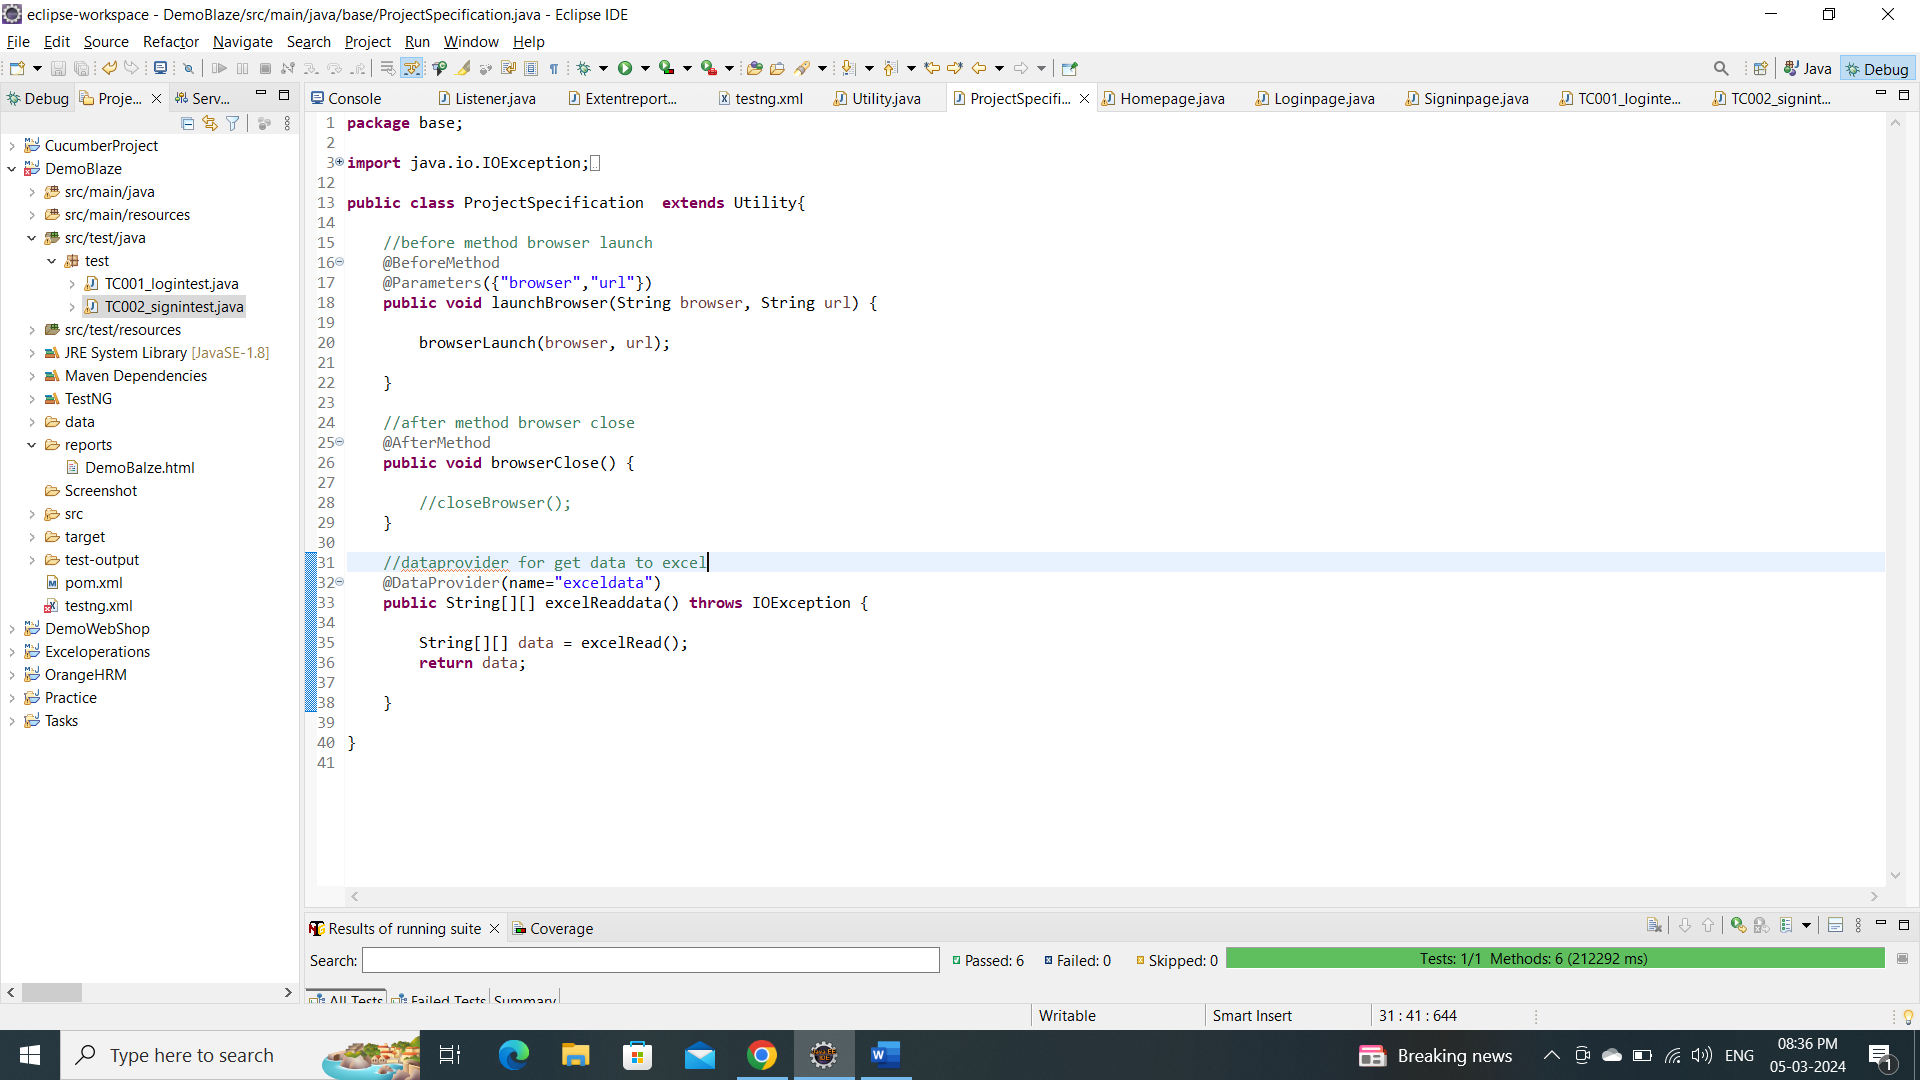 eclipse-workspace - DemoBlaze/src/main/java/base/ProjectSpecification.java - Eclipse IDE
File Edit Source Refactor Navigate Search Project Run Window Help
Java Debug
Debug Proje... Serv...
Console Listener.java Extentreport... testng.xml Utility.java ProjectSpecifi... Homepage.java Loginpage.java Signinpage.java TC001_loginte... TC002_signint...
CucumberProject
DemoBlaze
src/main/java
src/main/resources
src/test/java
test
TC001_logintest.java
TC002_signintest.java
src/test/resources
JRE System Library [JavaSE-1.8]
Maven Dependencies
TestNG
data
reports
DemoBalze.html
Screenshot
src
target
test-output
pom.xml
testng.xml
DemoWebShop
Exceloperations
OrangeHRM
Practice
Tasks
1 package base;
2
3 import java.io.IOException;
12
13 public class ProjectSpecification  extends Utility{
14
15 //before method browser launch
16 @BeforeMethod
17 @Parameters({"browser","url"})
18 public void launchBrowser(String browser, String url) {
19
20 browserLaunch(browser, url);
21
22 }
23
24 //after method browser close
25 @AfterMethod
26 public void browserClose() {
27
28 //closeBrowser();
29 }
30
31 //dataprovider for get data to excel
32 @DataProvider(name="exceldata")
33 public String[][] excelReaddata() throws IOException {
34
35 String[][] data = excelRead();
36 return data;
37
38 }
39
40 }
41
Results of running suite Coverage
Search: Passed: 6 Failed: 0 Skipped: 0 Tests: 1/1 Methods: 6 (212292 ms)
All Tests Failed Tests Summary
Writable Smart Insert 31 : 41 : 644
Type here to search Breaking news ENG 08:36 PM
05-03-2024 1